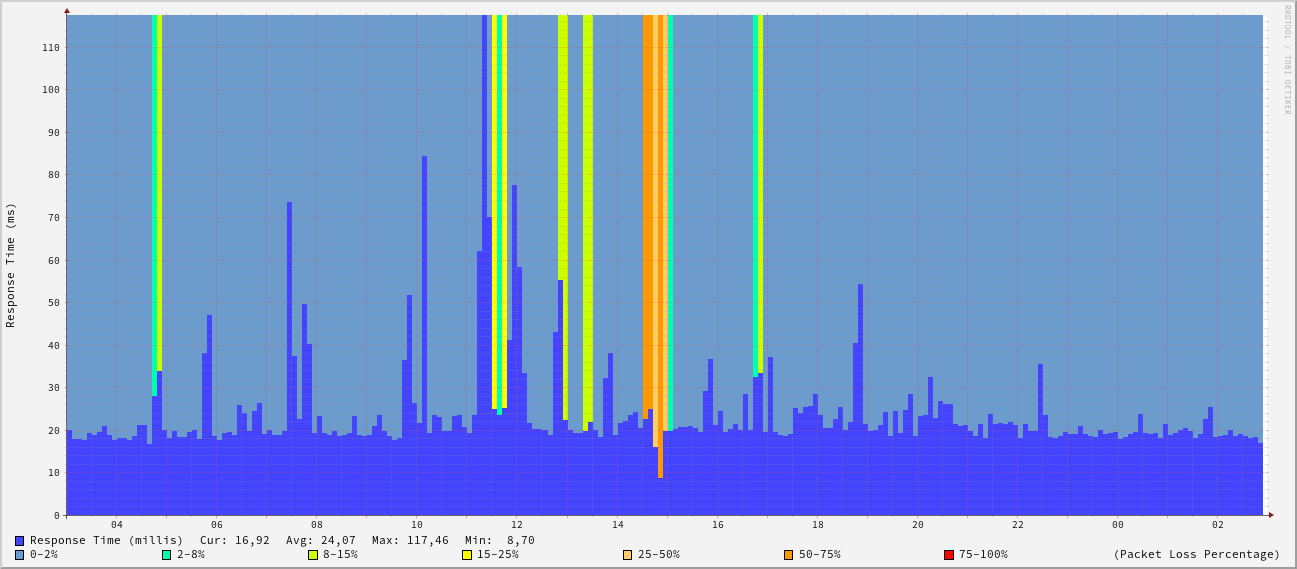 RRDTOOL / TOBI OETIKER
Response Time (ms)
110
100
90
80
70
60
50
40
30
20
10
0
04 06 08 10 12 14 16 18 20 22 00 02
Response Time (millis) Cur: 16,92 Avg: 24,07 Max: 117,46 Min: 8,70
0-2% 2-8% 8-15% 15-25% 25-50% 50-75% 75-100% (Packet Loss Percentage)